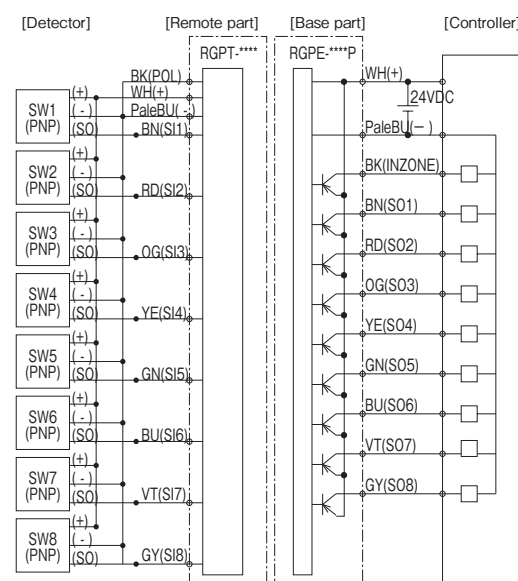 [Detector] [Remote part] [Base part] [Controller]
RGPT-**** RGPE-****P
BK(POL)
WH(+)
PaleBU( - )
BN(SI1)
RD(SI2)
OG(SI3)
YE(SI4)
GN(SI5)
BU(SI6)
VT(SI7)
GY(SI8)
SW1
(PNP)
(+)
( - )
(SO)
SW2
(PNP)
(+)
( - )
(SO)
SW3
(PNP)
(+)
( - )
(SO)
SW4
(PNP)
(+)
( - )
(SO)
SW5
(PNP)
(+)
( - )
(SO)
SW6
(PNP)
(+)
( - )
(SO)
SW7
(PNP)
(+)
( - )
(SO)
SW8
(PNP)
(+)
( - )
(SO)
WH(+)
24VDC
PaleBU(−)
BK(INZONE)
BN(SO1)
RD(SO2)
OG(SO3)
YE(SO4)
GN(SO5)
BU(SO6)
VT(SO7)
GY(SO8)